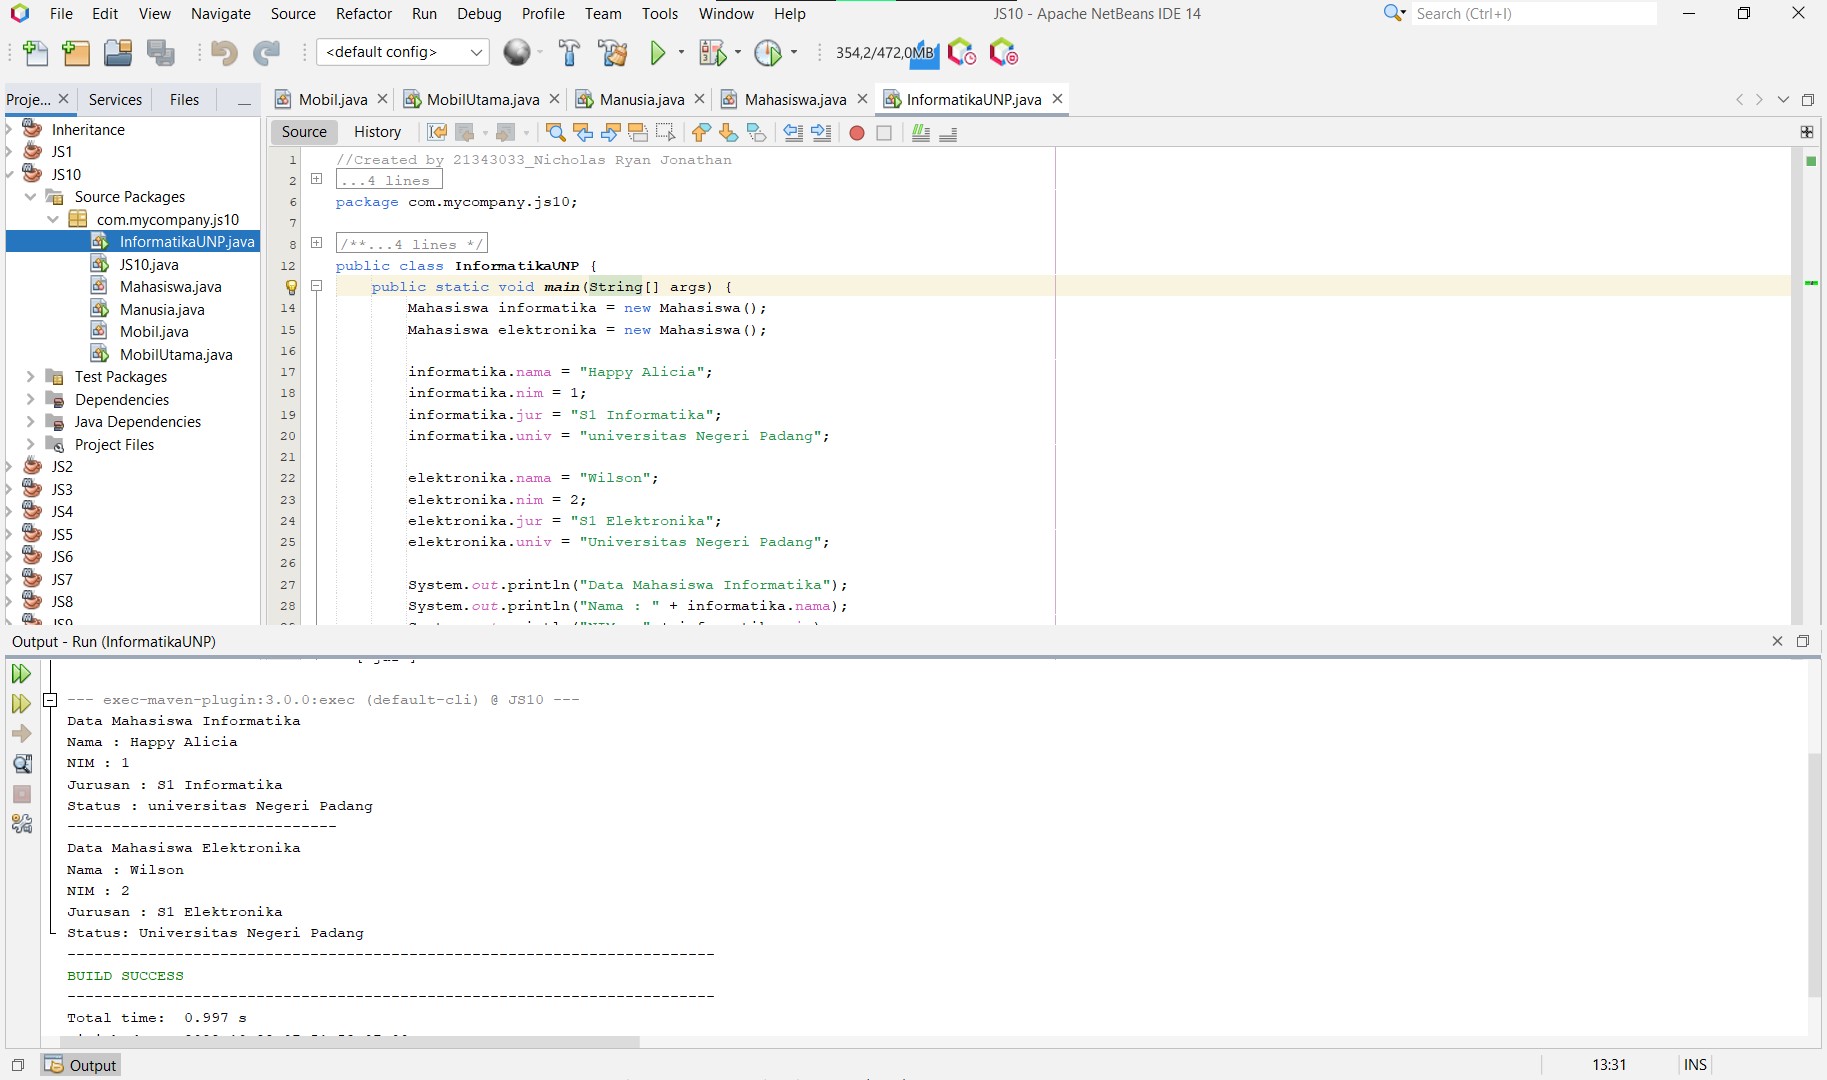 File Edit View Navigate Source Refactor Run Debug Profile Team Tools Window Help JS10 - Apache NetBeans IDE 14 Search (Ctrl+I)
<default config> 354,2/472,0MB
Proje... Services Files Mobil.java MobilUtama.java Manusia.java Mahasiswa.java InformatikaUNP.java
Source History
Inheritance
JS1
JS10
Source Packages
com.mycompany.js10
InformatikaUNP.java
JS10.java
Mahasiswa.java
Manusia.java
Mobil.java
MobilUtama.java
Test Packages
Dependencies
Java Dependencies
Project Files
JS2
JS3
JS4
JS5
JS6
JS7
JS8
JS9
1 //Created by 21343033_Nicholas Ryan Jonathan
2 ...4 lines
6 package com.mycompany.js10;
7
8 /**...4 lines */
12 public class InformatikaUNP {
public static void main(String[] args) {
14 Mahasiswa informatika = new Mahasiswa();
15 Mahasiswa elektronika = new Mahasiswa();
16
17 informatika.nama = "Happy Alicia";
18 informatika.nim = 1;
19 informatika.jur = "S1 Informatika";
20 informatika.univ = "universitas Negeri Padang";
21
22 elektronika.nama = "Wilson";
23 elektronika.nim = 2;
24 elektronika.jur = "S1 Elektronika";
25 elektronika.univ = "Universitas Negeri Padang";
26
27 System.out.println("Data Mahasiswa Informatika");
28 System.out.println("Nama : " + informatika.nama);
Output - Run (InformatikaUNP)
--- exec-maven-plugin:3.0.0:exec (default-cli) @ JS10 ---
Data Mahasiswa Informatika
Nama : Happy Alicia
NIM : 1
Jurusan : S1 Informatika
Status : universitas Negeri Padang
------------------------------
Data Mahasiswa Elektronika
Nama : Wilson
NIM : 2
Jurusan : S1 Elektronika
Status: Universitas Negeri Padang
------------------------------------------------------------------------
BUILD SUCCESS
------------------------------------------------------------------------
Total time:  0.997 s
Output 13:31 INS